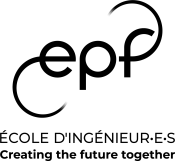 epf
ÉCOLE D'INGÉNIEUR·E·S
Creating the future together